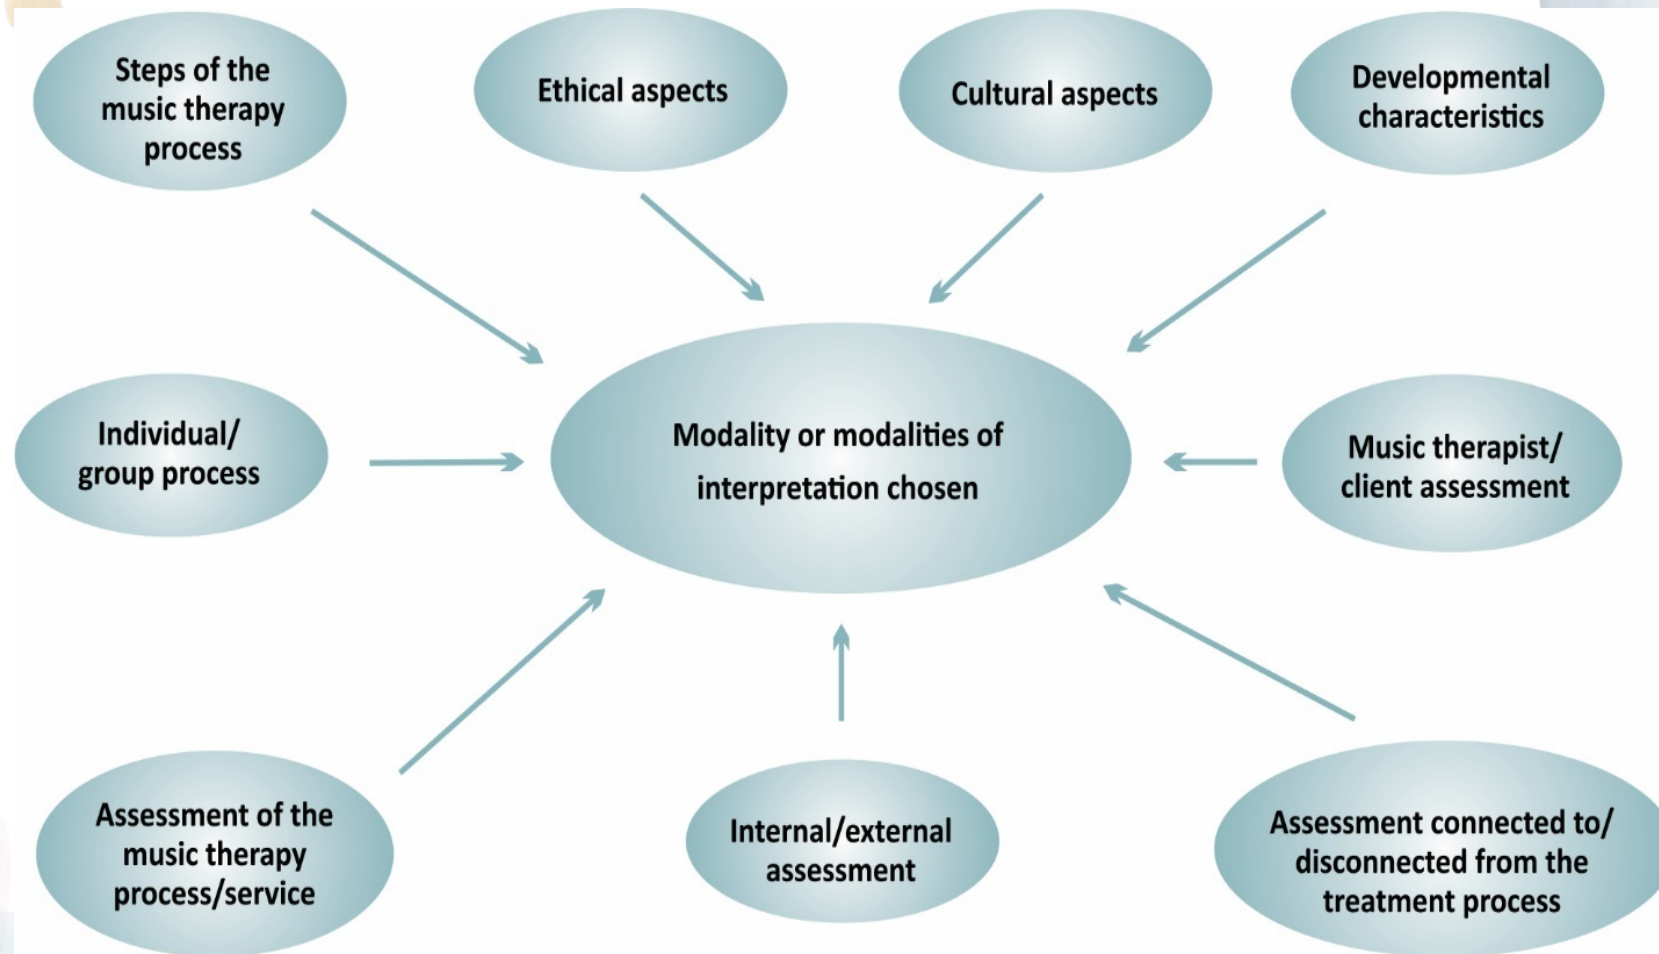 Steps of the
music therapy
process
Ethical aspects
Cultural aspects
Developmental
characteristics
Individual/
group process
Modality or modalities of
interpretation chosen
Music therapist/
client assessment
Assessment of the
music therapy
process/service
Internal/external
assessment
Assessment connected to/
disconnected from the
treatment process